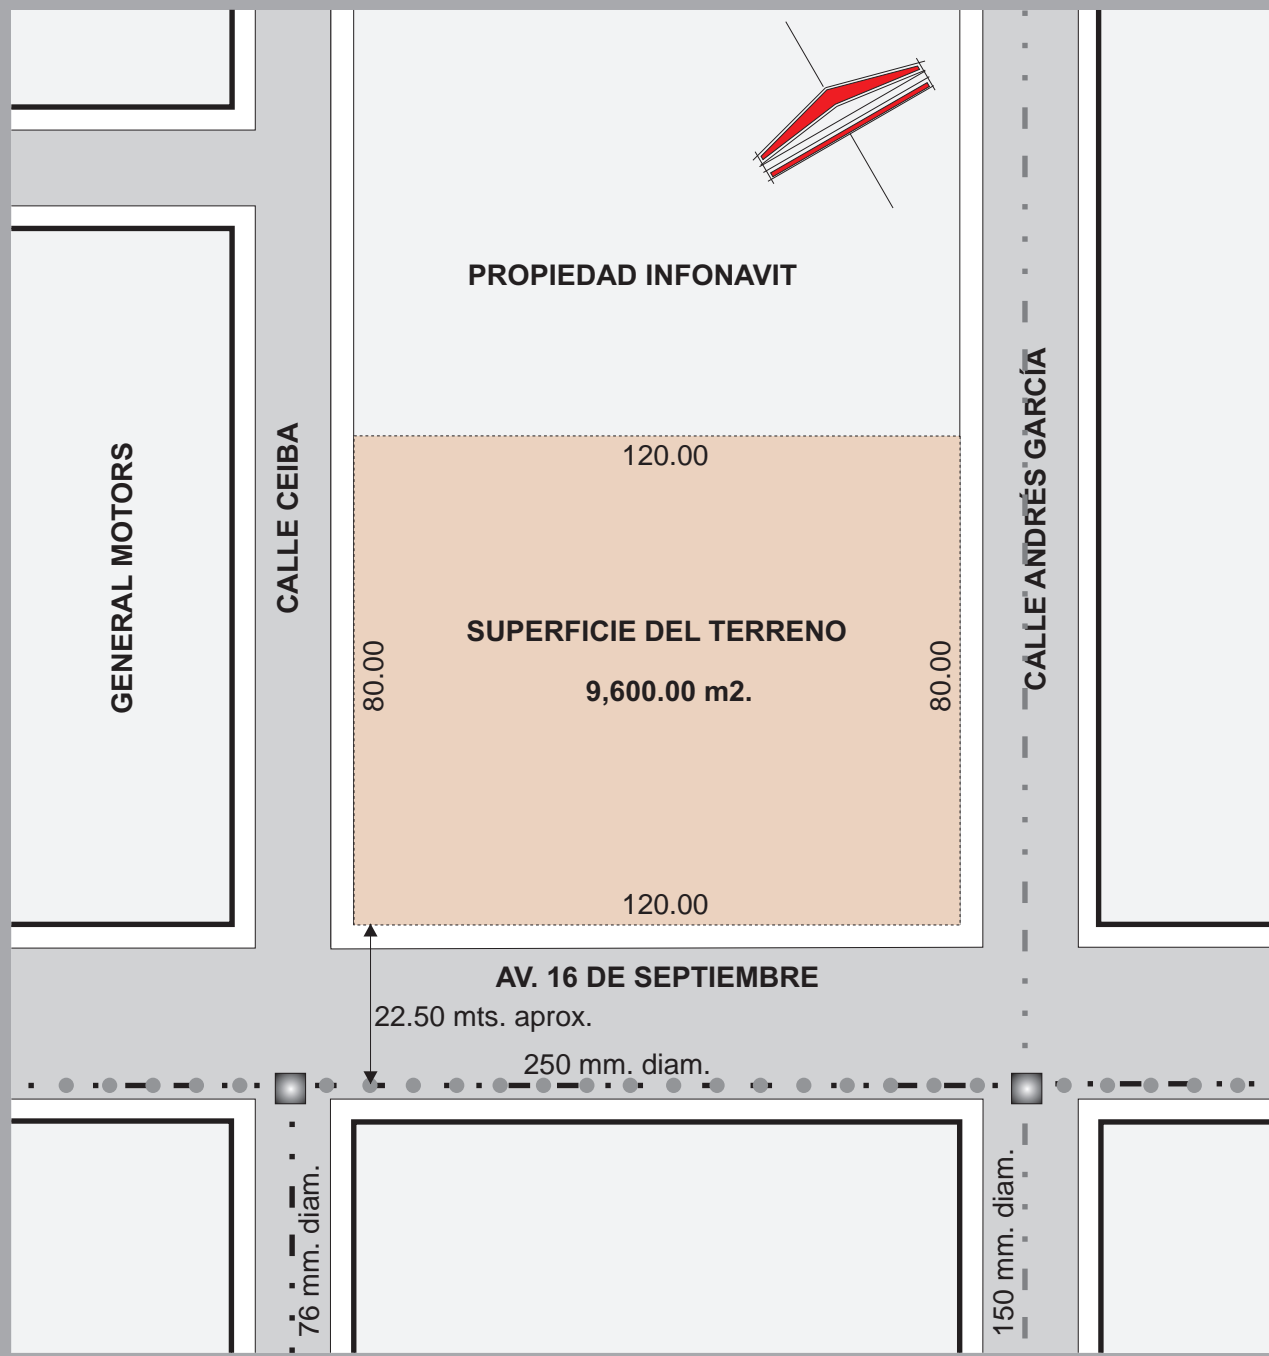 PROPIEDAD INFONAVIT
GENERAL MOTORS
CALLE CEIBA
CALLE ANDRÉS GARCÍA
120.00
SUPERFICIE DEL TERRENO
80.00
80.00
9,600.00 m2.
120.00
AV. 16 DE SEPTIEMBRE
22.50 mts. aprox.
250 mm. diam.
76 mm. diam.
150 mm. diam.